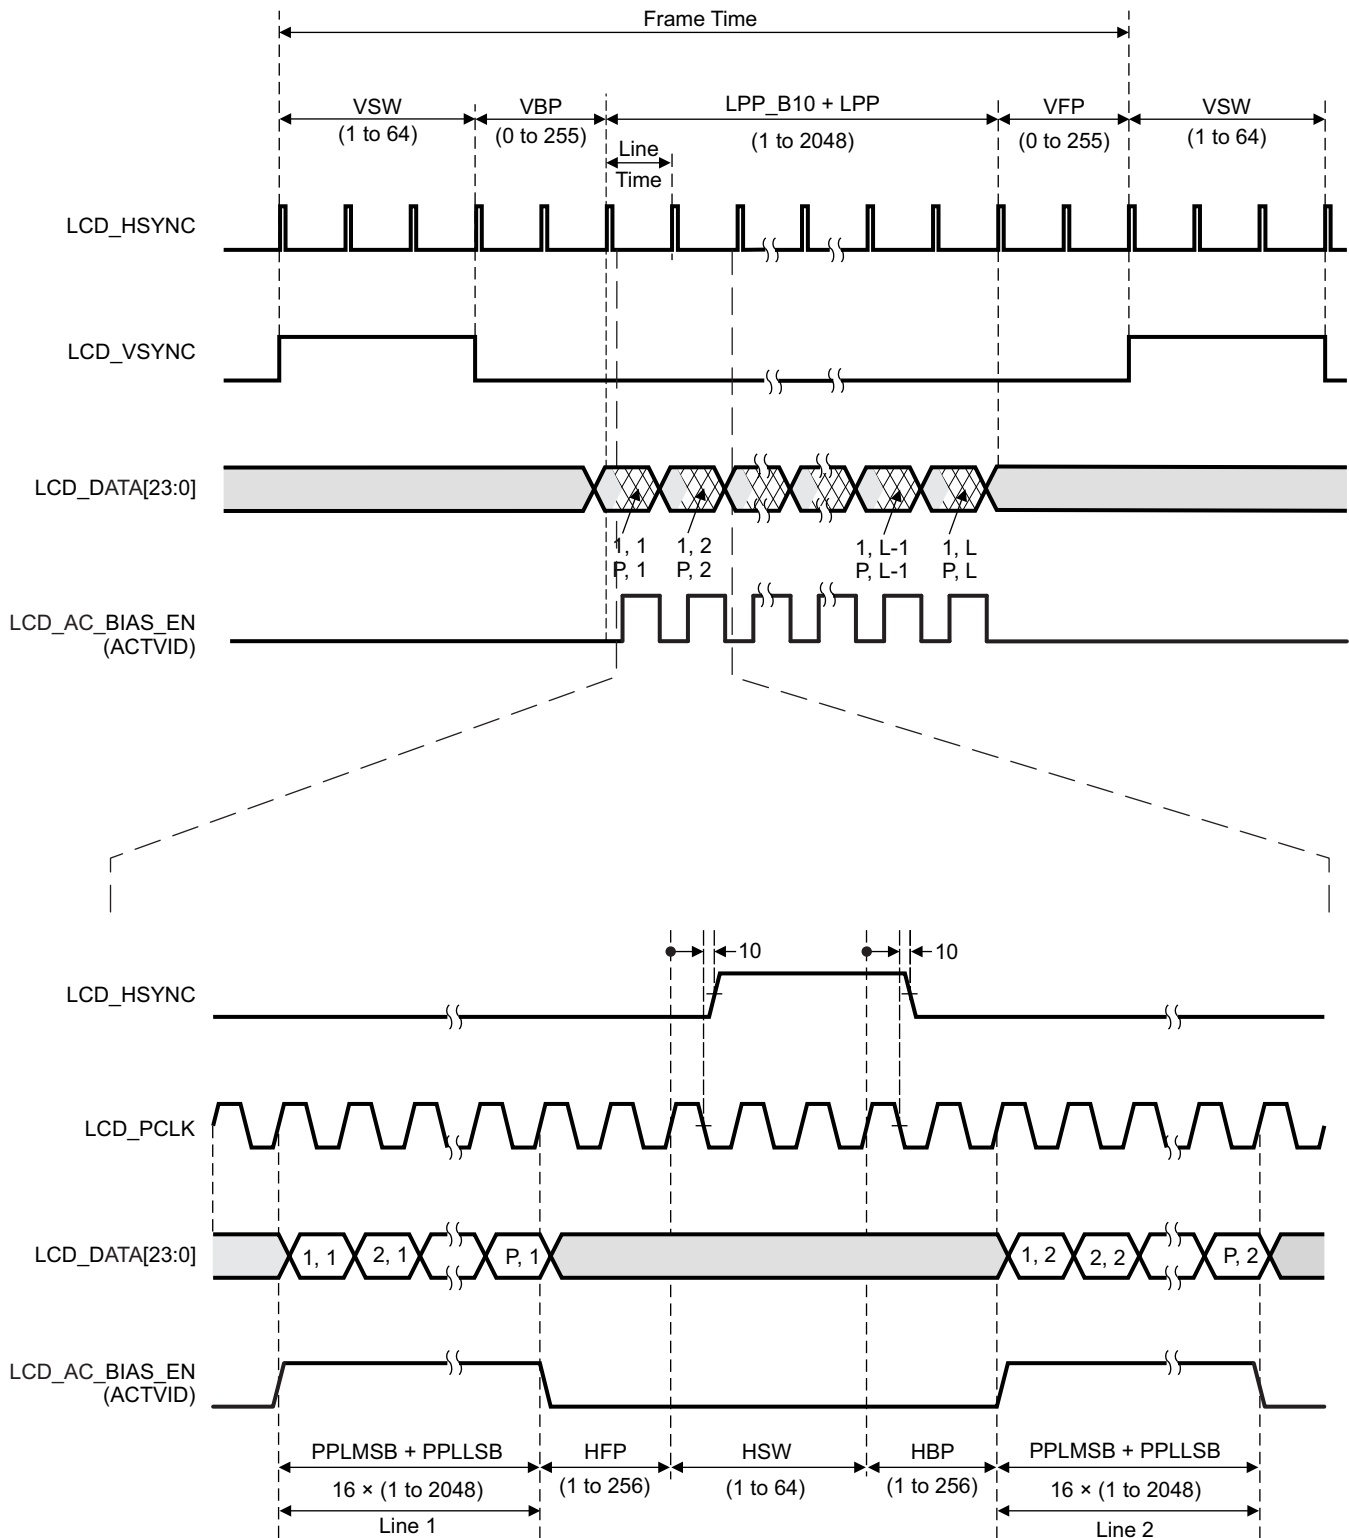 Frame Time
VSW
(1 to 64)
VBP
(0 to 255)
LPP_B10 + LPP
(1 to 2048)
VFP
(0 to 255)
VSW
(1 to 64)
Line
Time
LCD_HSYNC
LCD_VSYNC
LCD_DATA[23:0]
1, 1
P, 1
1, 2
P, 2
1, L-1
P, L-1
1, L
P, L
LCD_AC_BIAS_EN
(ACTVID)
10
10
LCD_HSYNC
LCD_PCLK
LCD_DATA[23:0]
1, 1
2, 1
P, 1
1, 2
2, 2
P, 2
LCD_AC_BIAS_EN
(ACTVID)
PPLMSB + PPLLSB
16 × (1 to 2048)
Line 1
HFP
(1 to 256)
HSW
(1 to 64)
HBP
(1 to 256)
PPLMSB + PPLLSB
16 × (1 to 2048)
Line 2